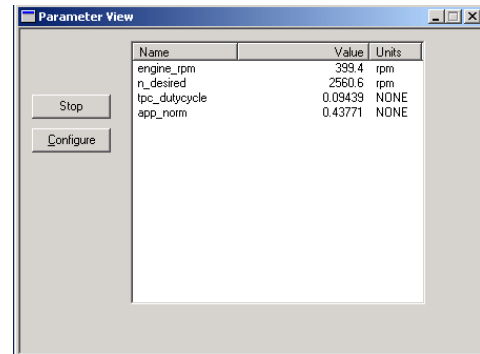 Parameter View
Name Value Units
engine_rpm 399.4 rpm
n_desired 2560.6 rpm
tpc_dutycycle 0.09439 NONE
app_norm 0.43771 NONE
Stop
Configure